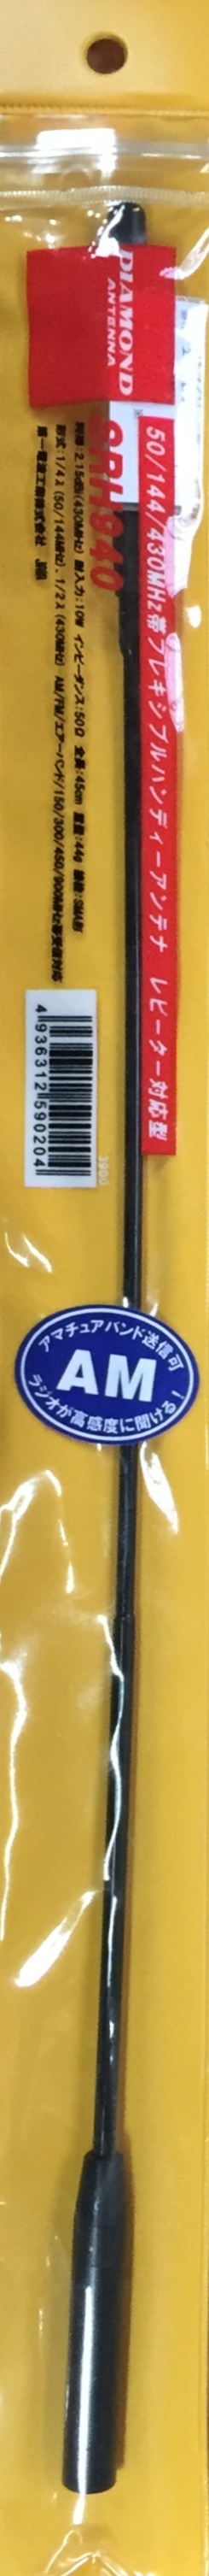 DIAMOND
ANTENNA
SRH940
50/144/430MHz帯フレキシブルハンディーアンテナ レピーター対応型
利得:2.15dBi(430MHz) 耐入力:10W インピーダンス:50Ω 全長:45cm 重量:44g 接栓:SMA形
形式:1/4λ(50/144MHz)、1/2λ(430MHz) AM/FM/エアーバンド/150/300/450/900MHz帯受信対応
第一電波工業株式会社
4 936312 590204
3900
アマチュアバンド送信可
AM
ラジオが高感度に聞ける!